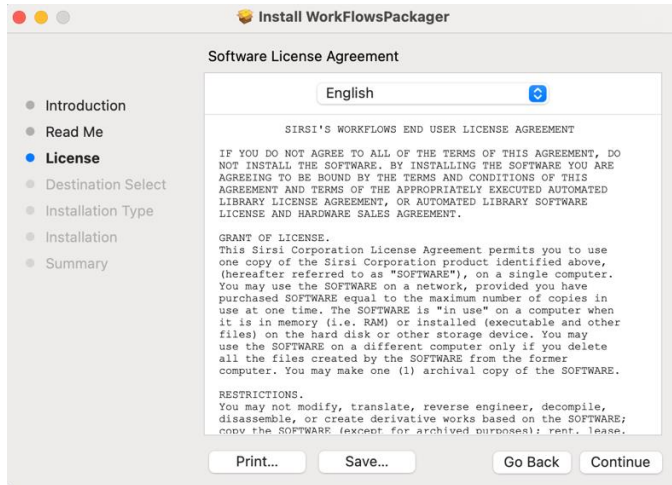 Install WorkFlowsPackager
Software License Agreement
Introduction
Read Me
License
Destination Select
Installation Type
Installation
Summary
English
SIRSI'S WORKFLOWS END USER LICENSE AGREEMENT
IF YOU DO NOT AGREE TO ALL OF THE TERMS OF THIS AGREEMENT, DO
NOT INSTALL THE SOFTWARE. BY INSTALLING THE SOFTWARE YOU ARE
AGREEING TO BE BOUND BY THE TERMS AND CONDITIONS OF THIS
AGREEMENT AND TERMS OF THE APPROPRIATELY EXECUTED AUTOMATED
LIBRARY LICENSE AGREEMENT, OR AUTOMATED LIBRARY SOFTWARE
LICENSE AND HARDWARE SALES AGREEMENT.
GRANT OF LICENSE.
This Sirsi Corporation License Agreement permits you to use
one copy of the Sirsi Corporation product identified above,
(hereafter referred to as "SOFTWARE"), on a single computer.
You may use the SOFTWARE on a network, provided you have
purchased SOFTWARE equal to the maximum number of copies in
use at one time. The SOFTWARE is "in use" on a computer when
it is in memory (i.e. RAM) or installed (executable and other
files) on the hard disk or other storage device. You may
use the SOFTWARE on a different computer only if you delete
all the files created by the SOFTWARE from the former
computer. You may make one (1) archival copy of the SOFTWARE.
RESTRICTIONS.
You may not modify, translate, reverse engineer, decompile,
disassemble, or create derivative works based on the SOFTWARE;
copy the SOFTWARE (except for archived purposes); rent, lease,
Print...
Save...
Go Back
Continue